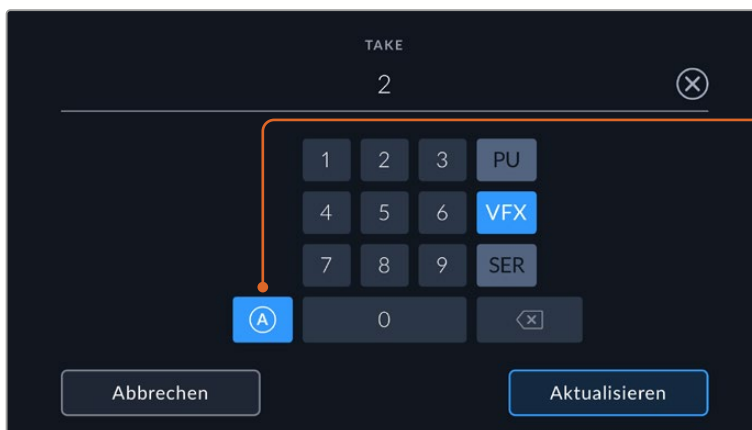 TAKE
2
1 2 3 PU
4 5 6 VFX
7 8 9 SER
A 0
Abbrechen Aktualisieren